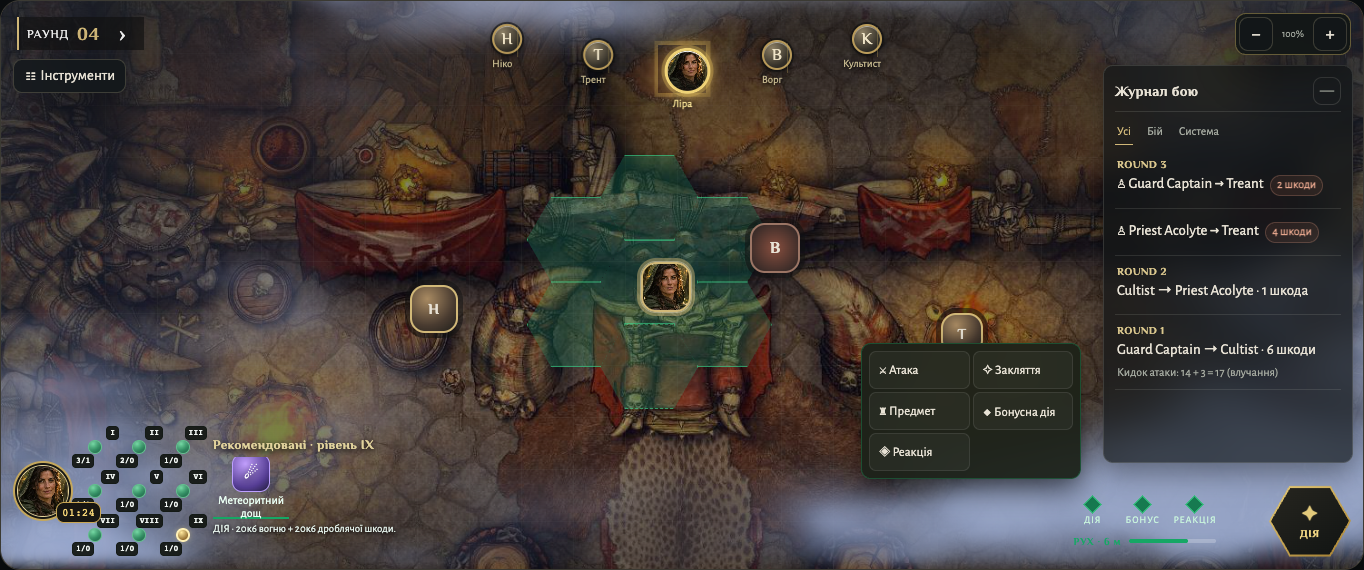 РАУНД 04 ›
Інструменти
Н
Ніко
Т
Трент
Ліра
В
Ворг
К
Культист
− 100% +
Журнал бою —
Усі Бій Система
ROUND 3
Guard Captain → Treant 2 шкоди
Priest Acolyte → Treant 4 шкоди
ROUND 2
Cultist → Priest Acolyte · 1 шкода
ROUND 1
Guard Captain → Cultist · 6 шкоди
Кидок атаки: 14 + 3 = 17 (влучання)
В
Н
Т
Атака
Закляття
Предмет
Бонусна дія
Реакція
I II III
3/1 2/0 1/0
IV V VI
1/0 1/0
VII VIII IX
1/0 1/0 1/0
01:24
Рекомендовані · рівень IX
Метеоритний
дощ
ДІЯ · 20к6 вогню + 20к6 дроблячої шкоди.
ДІЯ БОНУС РЕАКЦІЯ
РУХ
ДІЯ